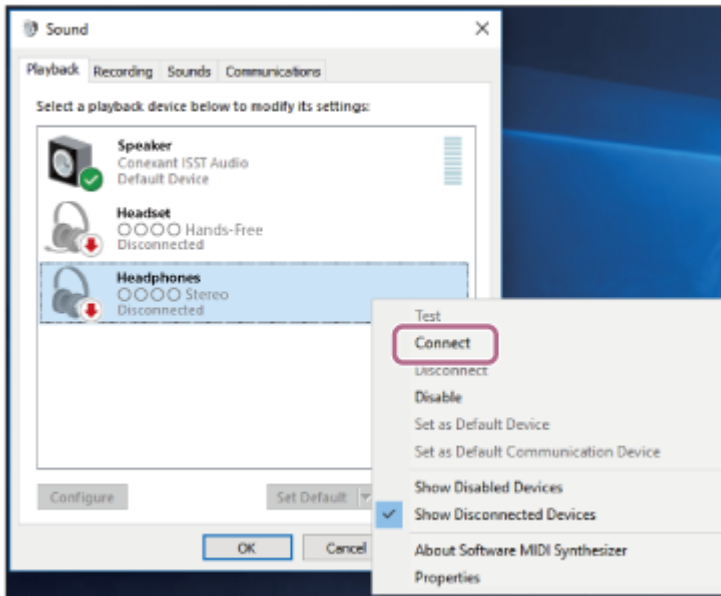 Sound
Playback Recording Sounds Communications
Select a playback device below to modify its settings:
Speaker
Conexant ISST Audio
Default Device
Headset
○○○○ Hands-Free
Disconnected
Headphones
○○○○ Stereo
Disconnected
Test
Connect
Disconnect
Disable
Set as Default Device
Set as Default Communication Device
Show Disabled Devices
Show Disconnected Devices
About Software MIDI Synthesizer
Properties
Configure
Set Default
OK
Cancel